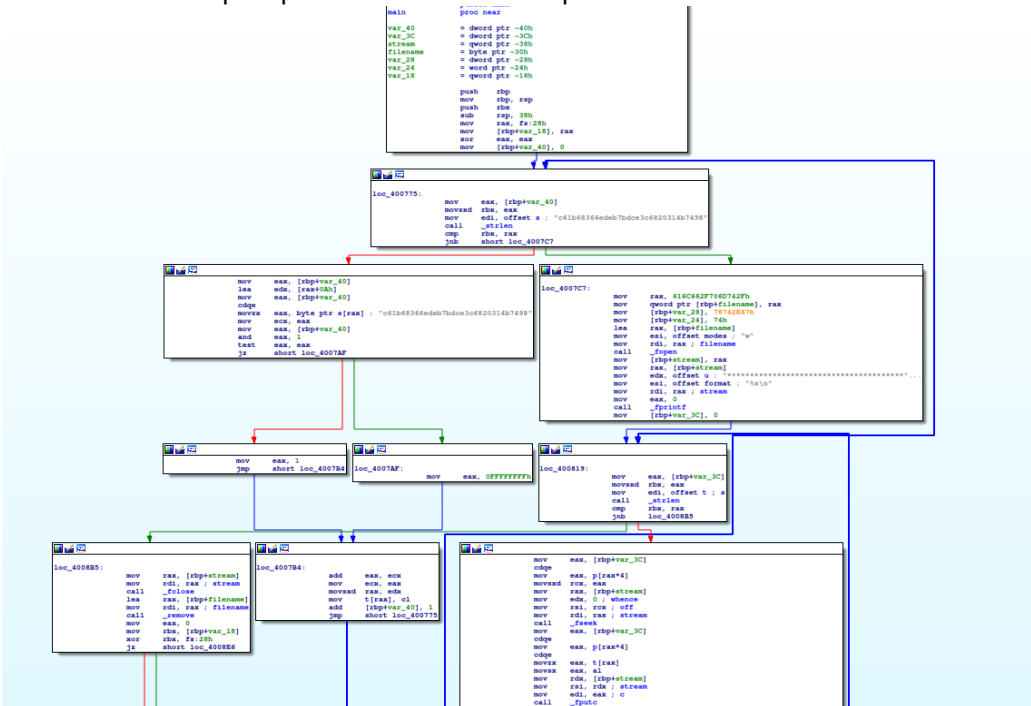 main proc near
var_40 = dword ptr -40h
var_3C = dword ptr -3Ch
stream = qword ptr -38h
filename = byte ptr -30h
var_28 = dword ptr -28h
var_24 = word ptr -24h
var_18 = qword ptr -18h
push rbp
mov rbp, rsp
push rbx
sub rsp, 38h
mov rax, fs:28h
mov [rbp+var_18], rax
xor eax, eax
mov [rbp+var_40], 0
loc_400775:
mov eax, [rbp+var_40]
movsxd rbx, eax
mov edi, offset s ; "c61b68366edeb7bdce3c6820314b7498"
call _strlen
cmp rbx, rax
jnb short loc_4007C7
mov eax, [rbp+var_40]
lea edx, [rax+0Ah]
mov eax, [rbp+var_40]
cdqe
movzx eax, byte ptr s[rax] ; "c61b68366edeb7bdce3c6820314b7498"
mov ecx, eax
mov eax, [rbp+var_40]
and eax, 1
test eax, eax
jz short loc_4007AF
loc_4007C7:
mov rax, 616C662F706D742Fh
mov qword ptr [rbp+filename], rax
mov [rbp+var_28], 78742E67h
mov [rbp+var_24], 74h
lea rax, [rbp+filename]
mov esi, offset modes ; "w"
mov rdi, rax ; filename
call _fopen
mov [rbp+stream], rax
mov rax, [rbp+stream]
mov edx, offset u ;
mov esi, offset format ; "%s\n"
mov rdi, rax ; stream
mov eax, 0
call _fprintf
mov [rbp+var_3C], 0
mov eax, 1
jmp short loc_4007B4
loc_4007AF:
mov eax, 0FFFFFFFFh
loc_400819:
mov eax, [rbp+var_3C]
movsxd rbx, eax
mov edi, offset t ; s
call _strlen
cmp rbx, rax
jnb loc_4008B5
loc_4008B5:
mov rax, [rbp+stream]
mov rdi, rax ; stream
call _fclose
lea rax, [rbp+filename]
mov rdi, rax ; filename
call _remove
mov eax, 0
mov rbx, [rbp+var_18]
xor rbx, fs:28h
jz short loc_4008E6
loc_4007B4:
add eax, ecx
mov ecx, eax
movsxd rax, edx
mov t[rax], cl
add [rbp+var_40], 1
jmp short loc_400775
mov eax, [rbp+var_3C]
cdqe
mov eax, p[rax*4]
movsxd rcx, eax
mov rax, [rbp+stream]
mov edx, 0 ; whence
mov rsi, rcx ; off
mov rdi, rax ; stream
call _fseek
mov eax, [rbp+var_3C]
cdqe
mov eax, p[rax*4]
cdqe
movzx eax, t[rax]
movsx eax, al
mov rdx, [rbp+stream]
mov rsi, rdx ; stream
mov edi, eax ; c
call _fputc